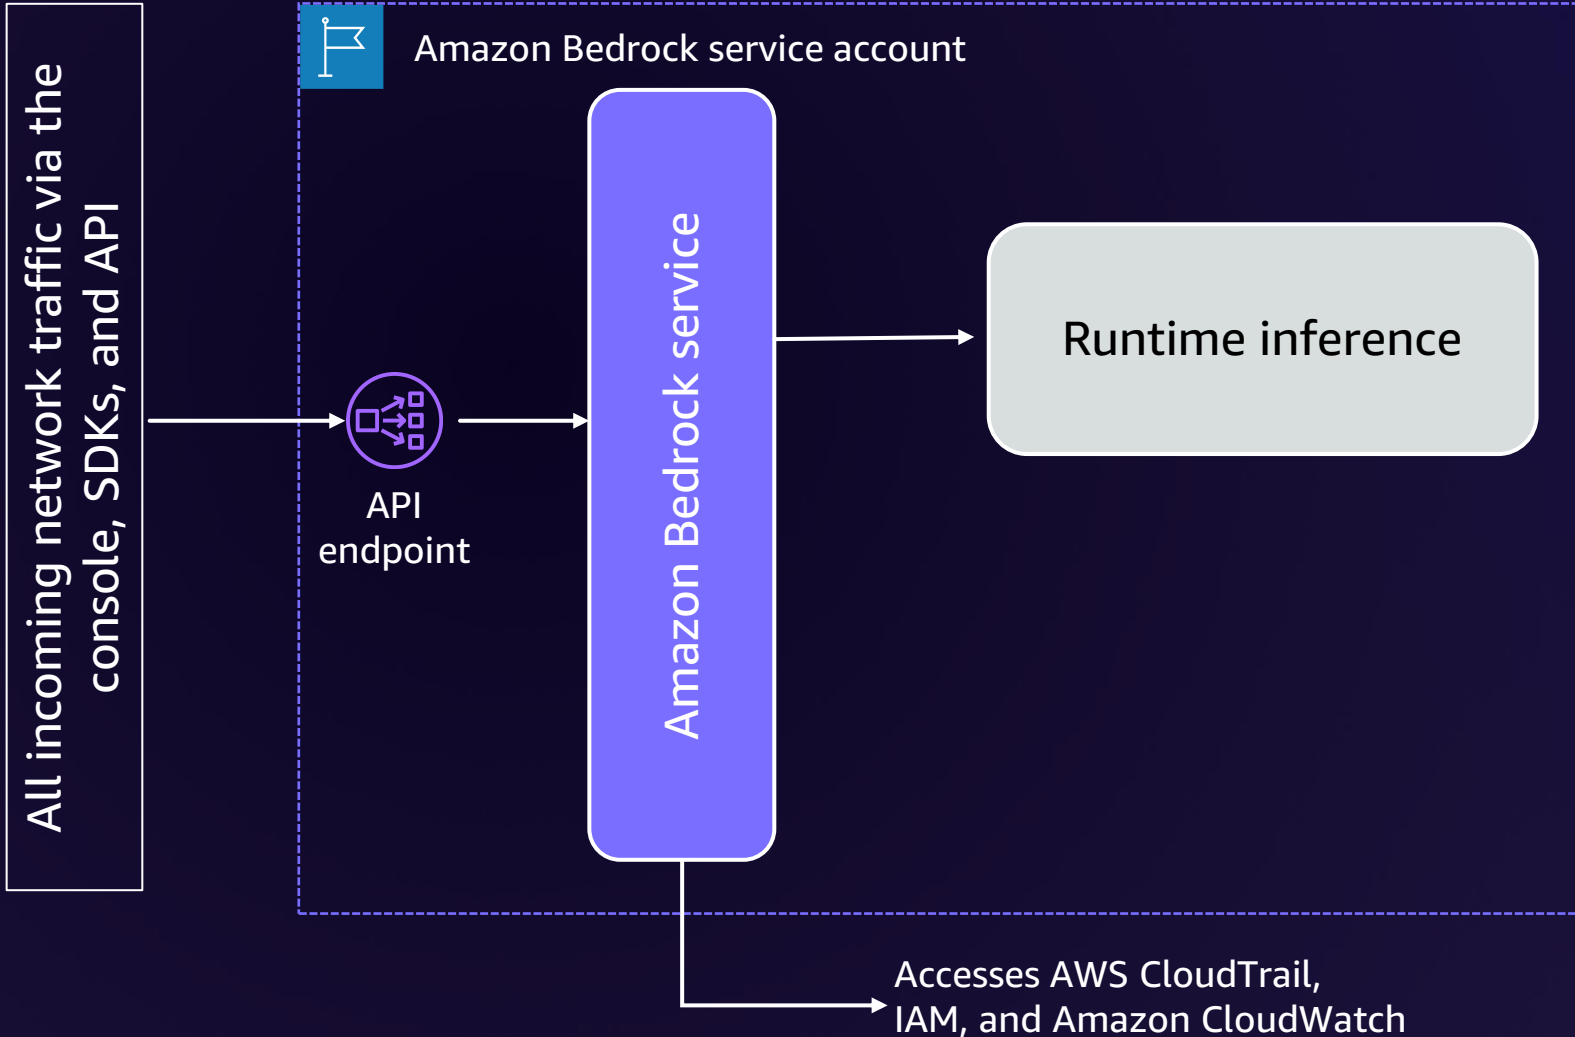 All incoming network traffic via the
console, SDKs, and API
Amazon Bedrock service account
API
endpoint
Amazon Bedrock service
Runtime inference
Accesses AWS CloudTrail,
IAM, and Amazon CloudWatch